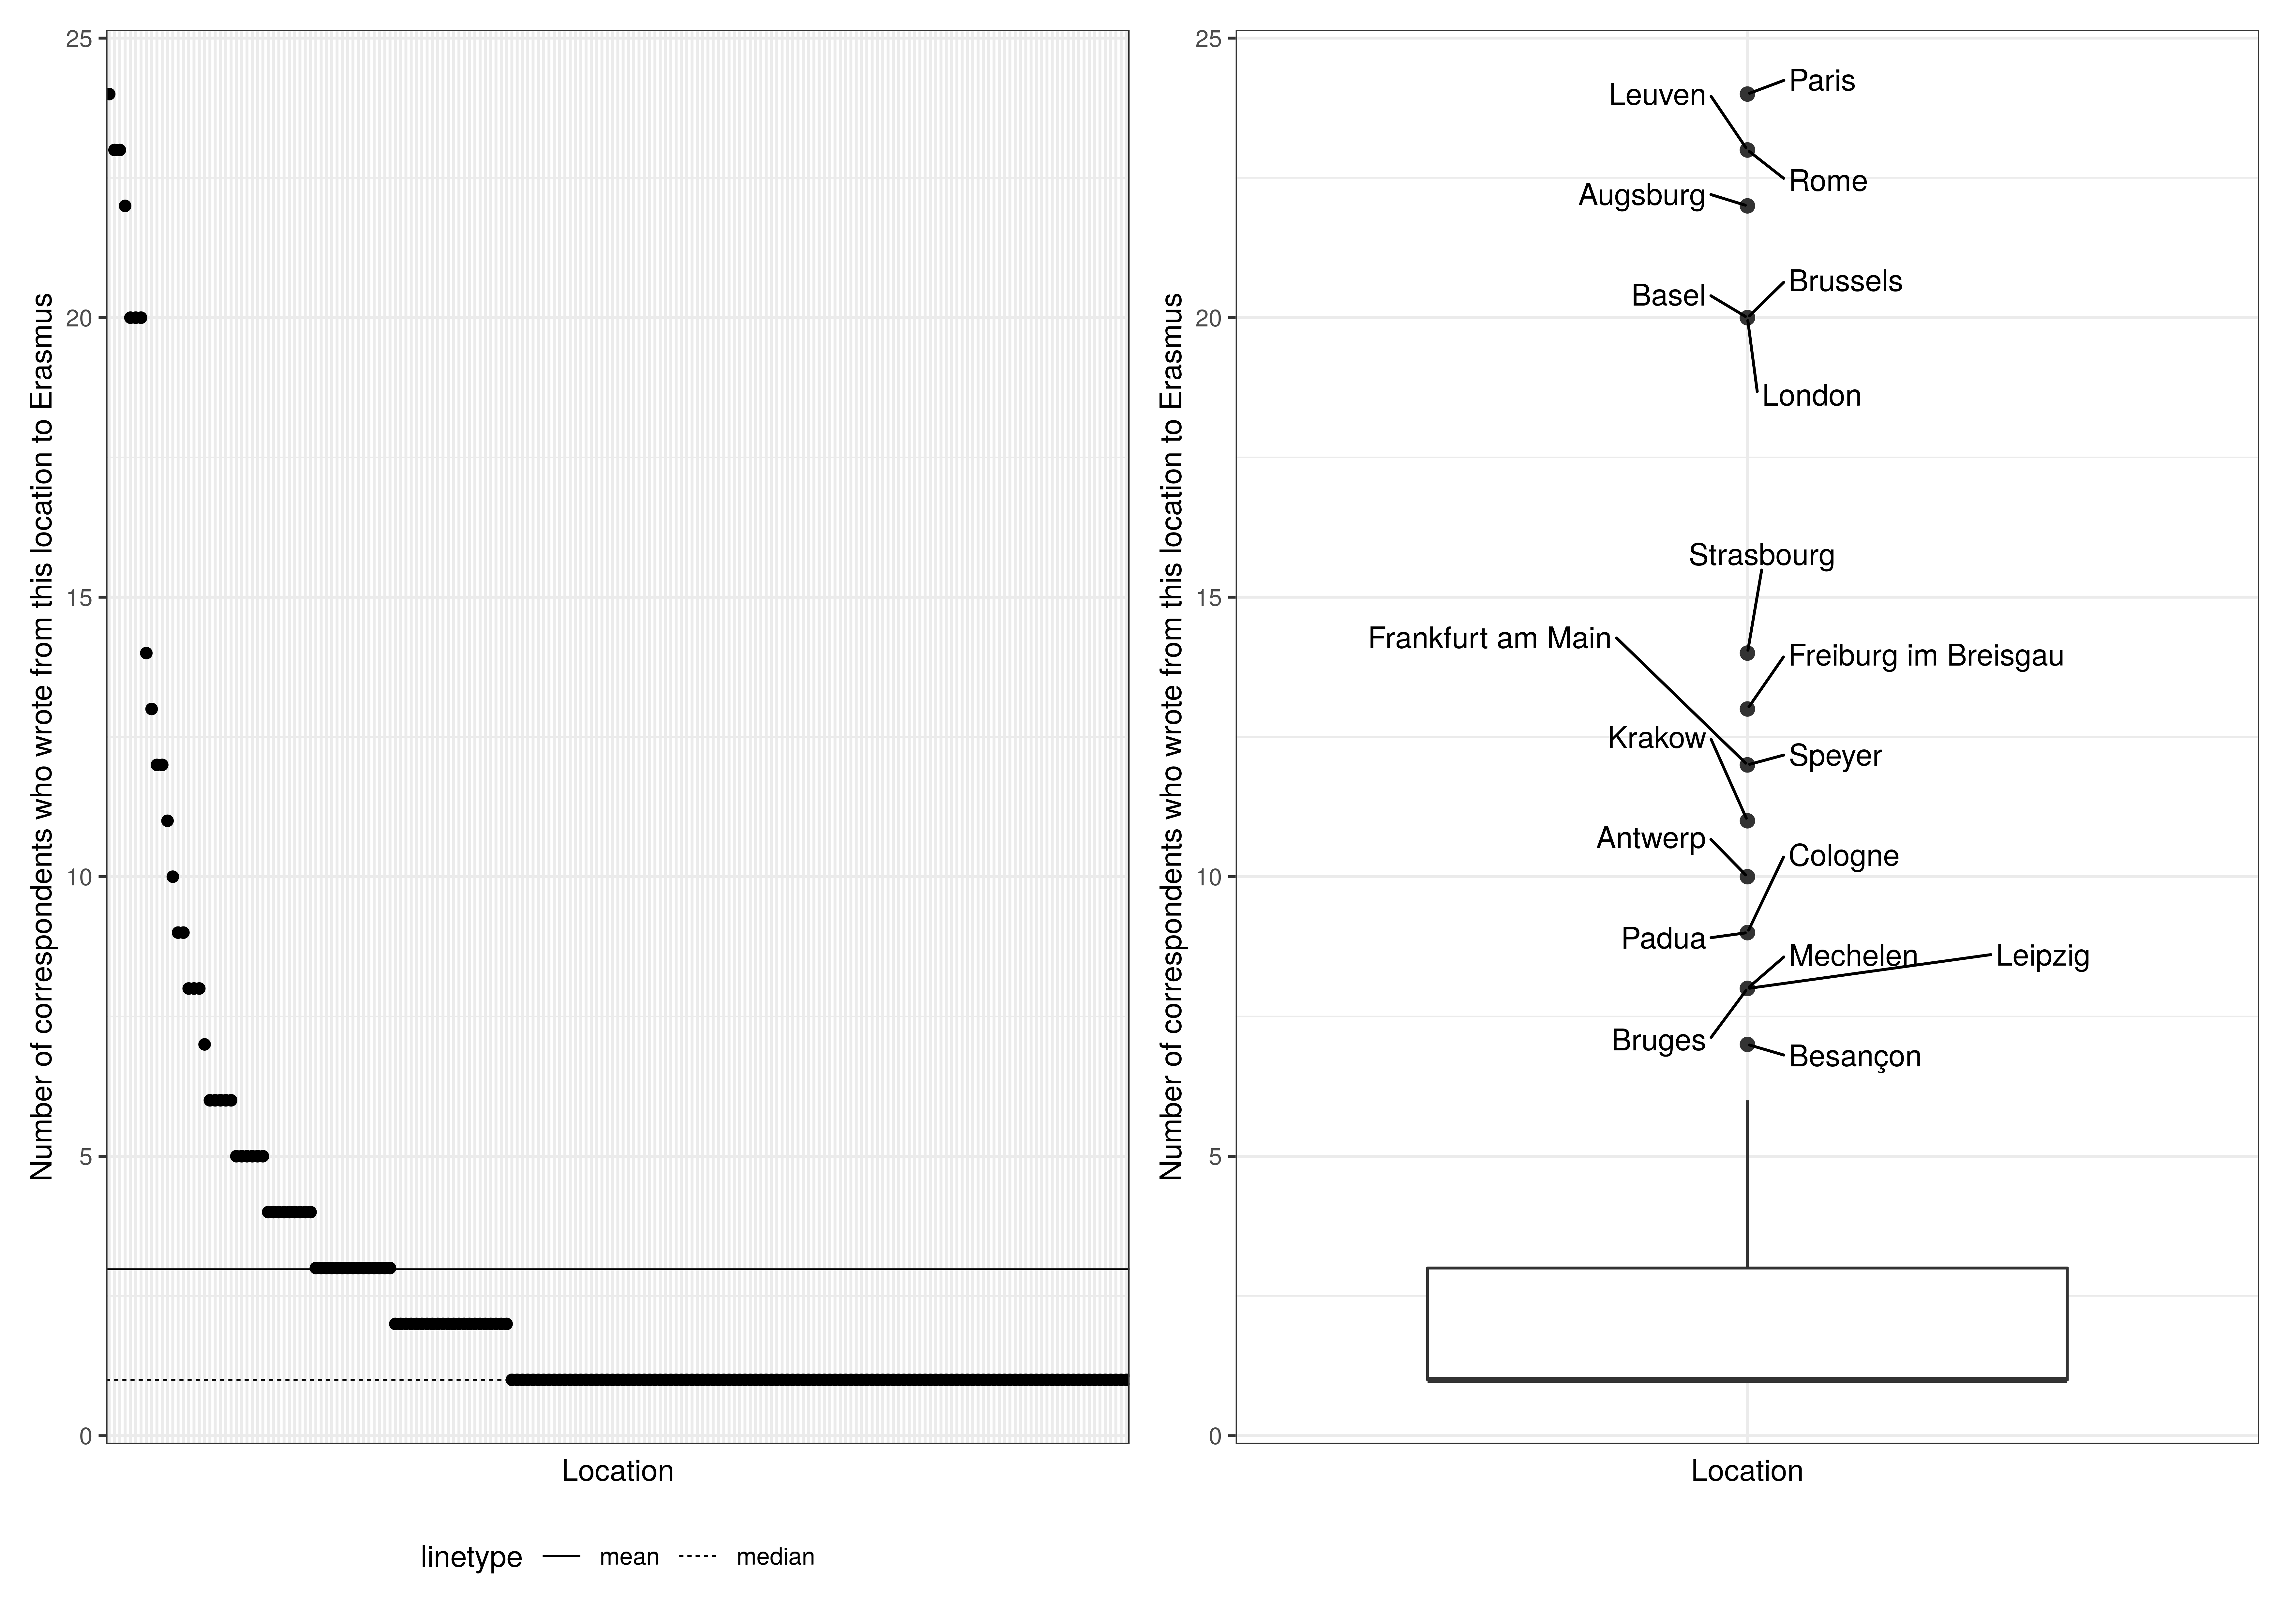 Number of correspondents who wrote from this location to Erasmus
25
20
15
10
5
0
Location
linetype
mean
median
Number of correspondents who wrote from this location to Erasmus
25
20
15
10
5
0
Paris
Leuven
Rome
Augsburg
Brussels
Basel
London
Strasbourg
Frankfurt am Main
Freiburg im Breisgau
Krakow
Speyer
Antwerp
Cologne
Padua
Mechelen
Leipzig
Bruges
Besançon
Location